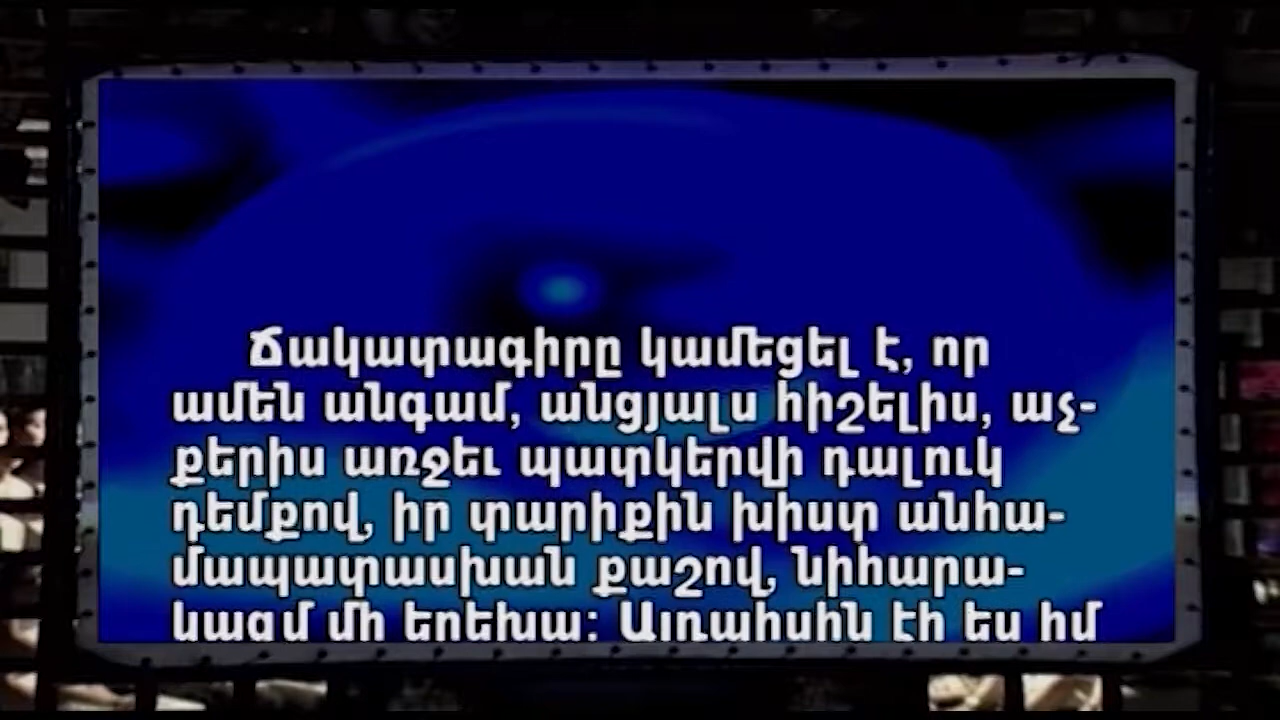 Ճակատագիրը կամեցել է, որ
ամեն անգամ, անցյալս հիշելիս, աչ-
քերիս առջեւ պատկերվի դալուկ
դեմքով, իր տարիքին խիստ անհա-
մապատասխան քաշով, նիհարա-
կազմ մի երեխա: Այդպիսին էի ես իմ